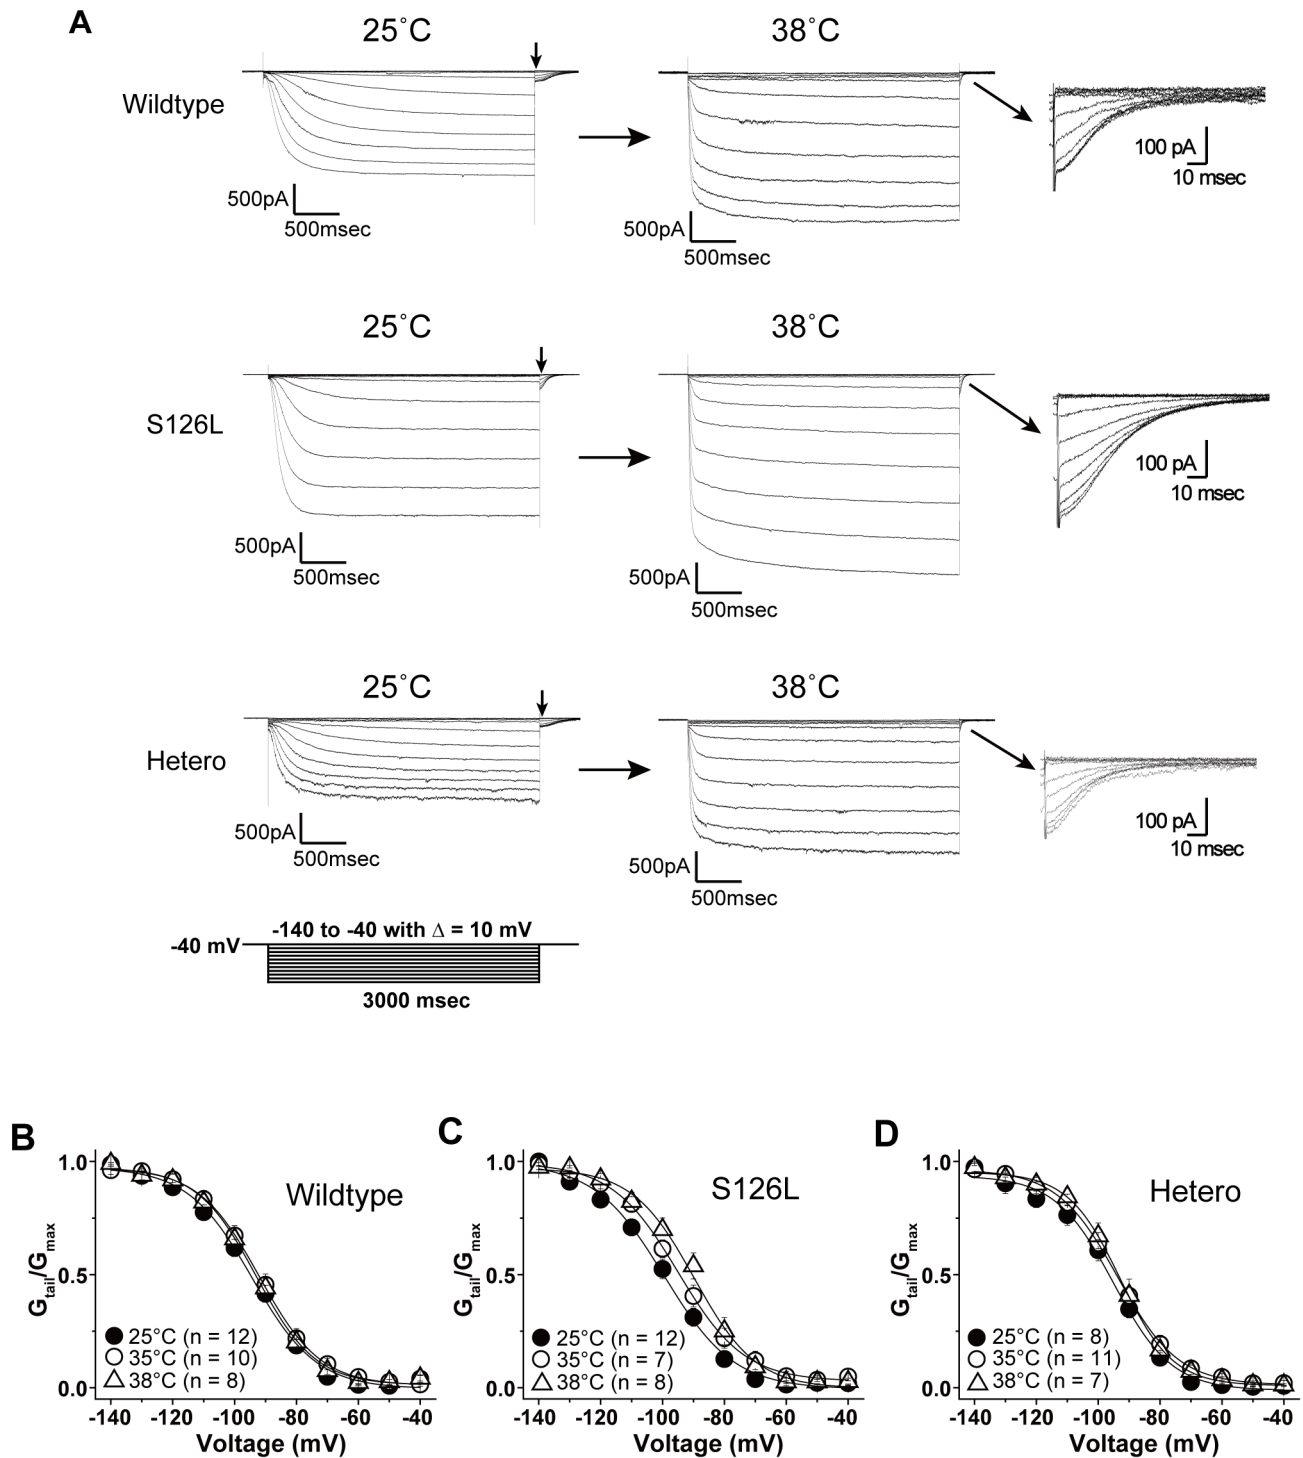 A
25°C
38°C
Wildtype
500pA
500msec
500pA
500msec
100 pA
10 msec
25°C
38°C
S126L
500pA
500msec
500pA
500msec
100 pA
10 msec
25°C
38°C
Hetero
500pA
500msec
500pA
500msec
100 pA
10 msec
-140 to -40 with Δ = 10 mV
-40 mV
3000 msec
B
Wildtype
Gtail/Gmax
1.0
0.5
0.0
25°C (n = 12)
35°C (n = 10)
38°C (n = 8)
-140 -120 -100 -80 -60 -40
Voltage (mV)
C
S126L
Gtail/Gmax
1.0
0.5
0.0
25°C (n = 12)
35°C (n = 7)
38°C (n = 8)
-140 -120 -100 -80 -60 -40
Voltage (mV)
D
Hetero
Gtail/Gmax
1.0
0.5
0.0
25°C (n = 8)
35°C (n = 11)
38°C (n = 7)
-140 -120 -100 -80 -60 -40
Voltage (mV)